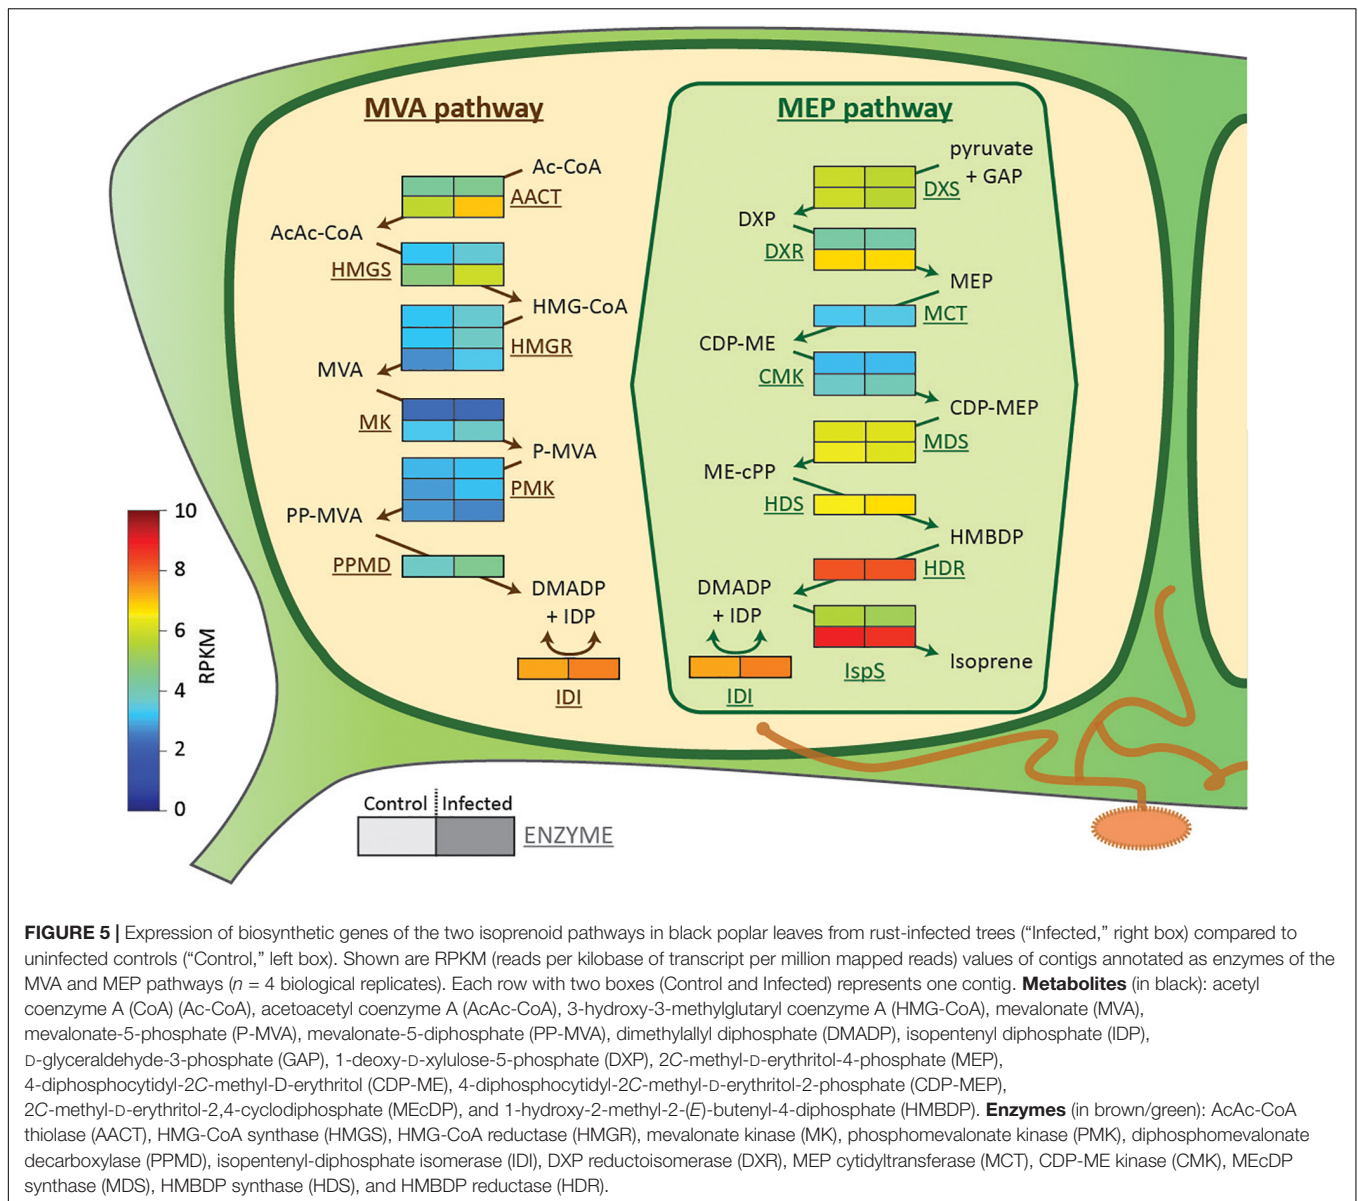 MVA pathway
Ac-CoA
AACT
AcAc-CoA
HMGS
HMG-CoA
HMGR
MVA
MK
P-MVA
PMK
PP-MVA
PPMD
DMADP
+ IDP
IDI
MEP pathway
pyruvate
+ GAP
DXS
DXP
DXR
MEP
MCT
CDP-ME
CMK
CDP-MEP
MDS
ME-cPP
HDS
HMBDP
HDR
DMADP
+ IDP
IDI
IspS
Isoprene
10
8
6
4
2
0
RPKM
Control Infected
ENZYME
FIGURE 5 | Expression of biosynthetic genes of the two isoprenoid pathways in black poplar leaves from rust-infected trees (“Infected,” right box) compared to
uninfected controls (“Control,” left box). Shown are RPKM (reads per kilobase of transcript per million mapped reads) values of contigs annotated as enzymes of the
MVA and MEP pathways (n = 4 biological replicates). Each row with two boxes (Control and Infected) represents one contig. Metabolites (in black): acetyl
coenzyme A (CoA) (Ac-CoA), acetoacetyl coenzyme A (AcAc-CoA), 3-hydroxy-3-methylglutaryl coenzyme A (HMG-CoA), mevalonate (MVA),
mevalonate-5-phosphate (P-MVA), mevalonate-5-diphosphate (PP-MVA), dimethylallyl diphosphate (DMADP), isopentenyl diphosphate (IDP),
D-glyceraldehyde-3-phosphate (GAP), 1-deoxy-D-xylulose-5-phosphate (DXP), 2C-methyl-D-erythritol-4-phosphate (MEP),
4-diphosphocytidyl-2C-methyl-D-erythritol (CDP-ME), 4-diphosphocytidyl-2C-methyl-D-erythritol-2-phosphate (CDP-MEP),
2C-methyl-D-erythritol-2,4-cyclodiphosphate (MEcDP), and 1-hydroxy-2-methyl-2-(E)-butenyl-4-diphosphate (HMBDP). Enzymes (in brown/green): AcAc-CoA
thiolase (AACT), HMG-CoA synthase (HMGS), HMG-CoA reductase (HMGR), mevalonate kinase (MK), phosphomevalonate kinase (PMK), diphosphomevalonate
decarboxylase (PPMD), isopentenyl-diphosphate isomerase (IDI), DXP reductoisomerase (DXR), MEP cytidyltransferase (MCT), CDP-ME kinase (CMK), MEcDP
synthase (MDS), HMBDP synthase (HDS), and HMBDP reductase (HDR).